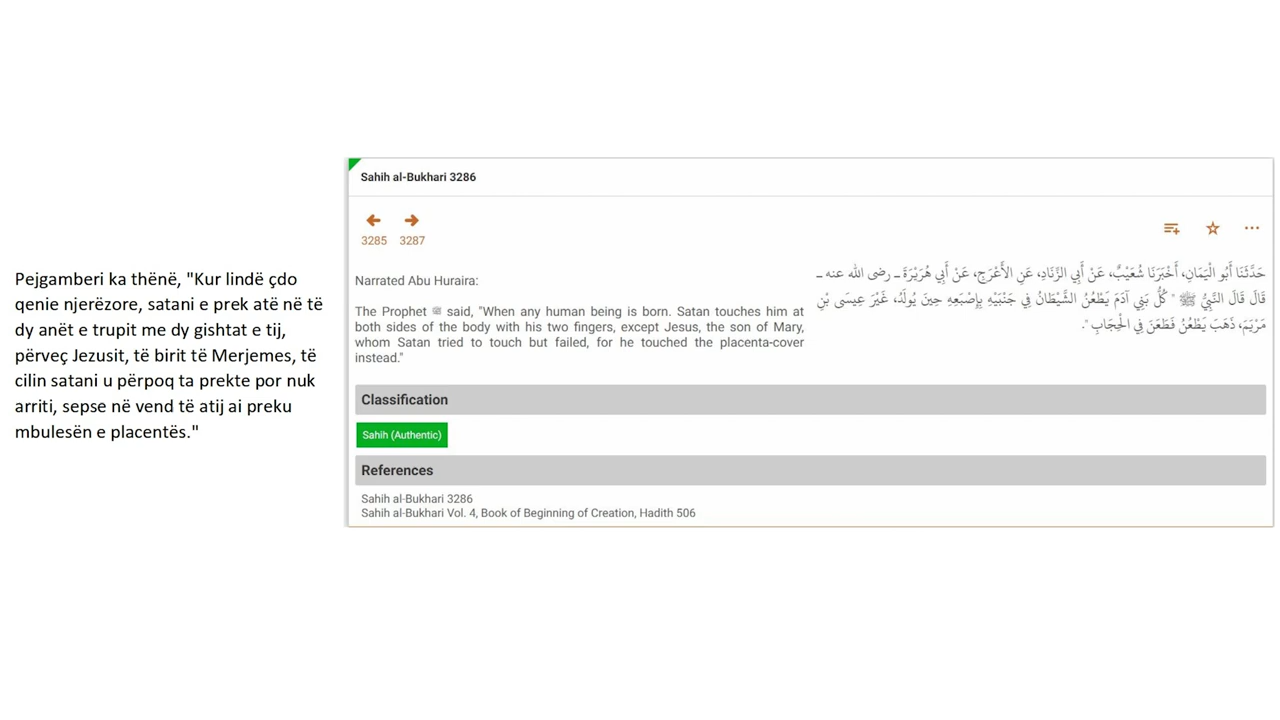 Pejgamberi ka thënë, "Kur lindë çdo
qenie njerëzore, satani e prek atë në të
dy anët e trupit me dy gishtat e tij,
përveç Jezusit, të birit të Merjemes, të
cilin satani u përpoq ta prekte por nuk
arriti, sepse në vend të atij ai preku
mbulesën e placentës."
Sahih al-Bukhari 3286
3285 3287
Narrated Abu Huraira:
The Prophet ﷺ said, "When any human being is born. Satan touches him at
both sides of the body with his two fingers, except Jesus, the son of Mary,
whom Satan tried to touch but failed, for he touched the placenta-cover
instead."
حَدَّثَنَا أَبُو الْيَمَانِ، أَخْبَرَنَا شُعَيْبٌ، عَنْ أَبِي الزِّنَادِ، عَنِ الأَعْرَجِ، عَنْ أَبِي هُرَيْرَةَ ـ رضى الله عنه ـ
قَالَ قَالَ النَّبِيُّ ﷺ " كُلُّ بَنِي آدَمَ يَطْعُنُ الشَّيْطَانُ فِي جَنْبَيْهِ بِإِصْبَعِهِ حِينَ يُولَدُ، غَيْرَ عِيسَى بْنِ
مَرْيَمَ، ذَهَبَ يَطْعُنُ فَطَعَنَ فِي الْحِجَابِ ".
Classification
Sahih (Authentic)
References
Sahih al-Bukhari 3286
Sahih al-Bukhari Vol. 4, Book of Beginning of Creation, Hadith 506